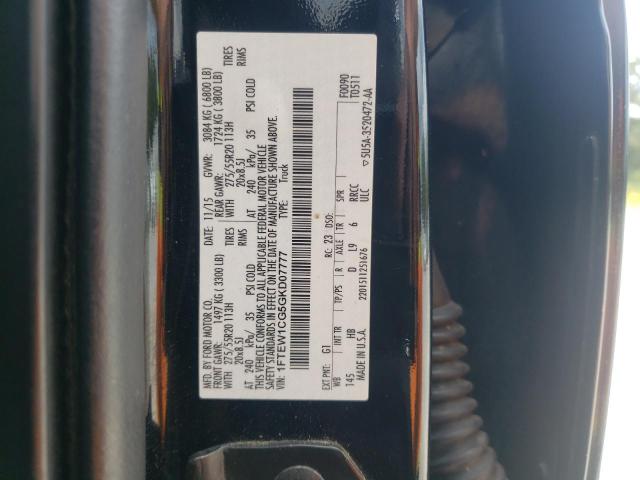 MFD. BY FORD MOTOR CO.
DATE: 11/15 GVWR: 3084 KG ( 6800 LB)
FRONT GAWR: 1497 KG ( 3300 LB) REAR GAWR: 1724 KG ( 3800 LB)
WITH 275/55R20 113H TIRES WITH 275/55R20 113H TIRES
20x8.5J RIMS 20x8.5J RIMS
AT 240 kPa/ 35 PSI COLD AT 240 kPa/ 35 PSI COLD
THIS VEHICLE CONFORMS TO ALL APPLICABLE FEDERAL MOTOR VEHICLE
SAFETY STANDARDS IN EFFECT ON THE DATE OF MANUFACTURE SHOWN ABOVE.
VIN: 1FTEW1CG5GKD07777 TYPE: Truck
F0090
EXT PNT: G1 RC: 23 DSO: T0511
WB INT TR TP/PS R AXLE TR SPR
145 HB D L9 6 RRCC
MADE IN U.S.A. 2201511251676 ULC
5U5A-3520472-AA